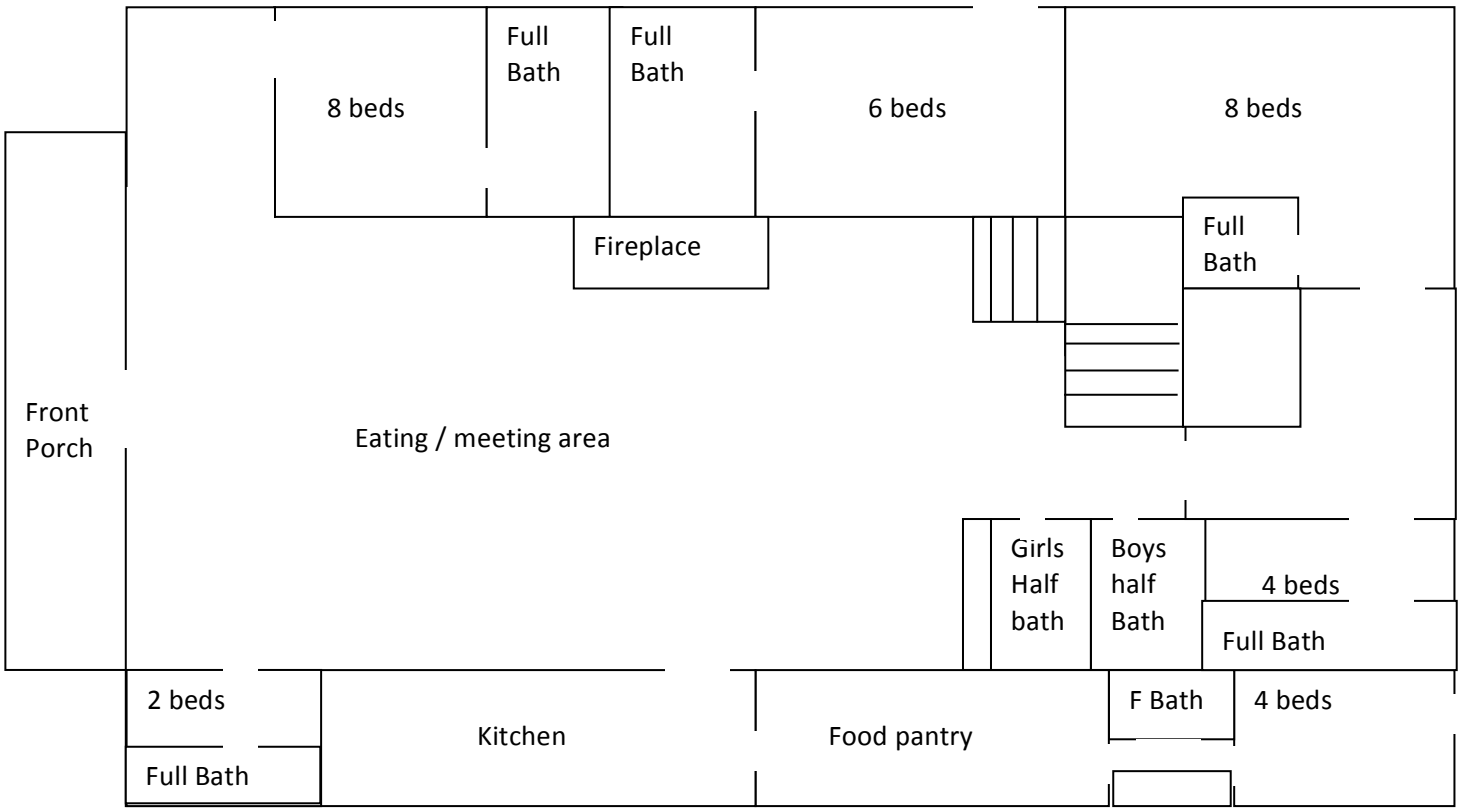 Full
Bath
Full
Bath
8 beds
6 beds
8 beds
Full
Bath
Fireplace
Front
Porch
Eating / meeting area
Girls
Half
bath
Boys
half
Bath
4 beds
Full Bath
2 beds
Full Bath
Kitchen
Food pantry
F Bath
4 beds